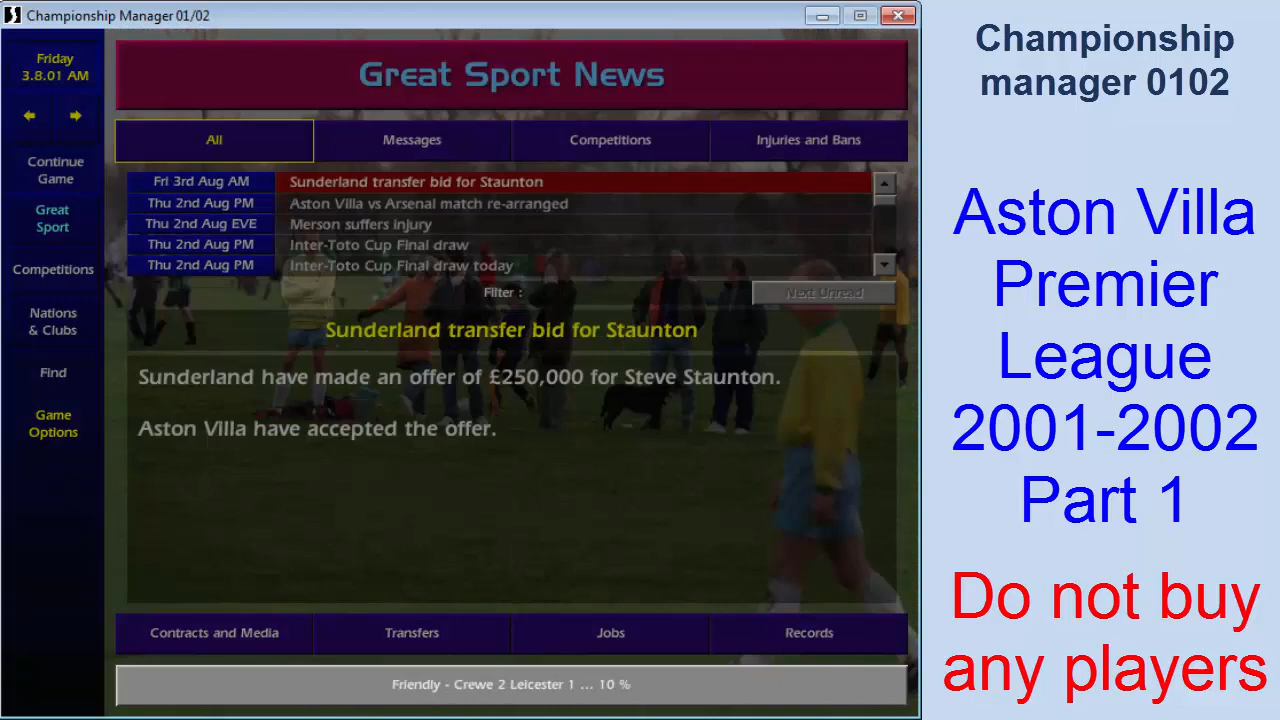 Championship Manager 01/02
Friday
3.8.01 AM
Continue
Game
Great
Sport
Competitions
Nations
& Clubs
Find
Game
Options
Great Sport News
All
Messages
Competitions
Injuries and Bans
Fri 3rd Aug AM Sunderland transfer bid for Staunton
Thu 2nd Aug PM Aston Villa vs Arsenal match re-arranged
Thu 2nd Aug EVE Merson suffers injury
Thu 2nd Aug PM Inter-Toto Cup Final draw
Thu 2nd Aug PM Inter-Toto Cup Final draw today
Filter :
Next Unread
Sunderland transfer bid for Staunton
Sunderland have made an offer of £250,000 for Steve Staunton.
Aston Villa have accepted the offer.
Contracts and Media
Transfers
Jobs
Records
Friendly - Crewe 2 Leicester 1 ... 10 %
Championship
manager 0102
Aston Villa
Premier
League
2001-2002
Part 1
Do not buy
any players